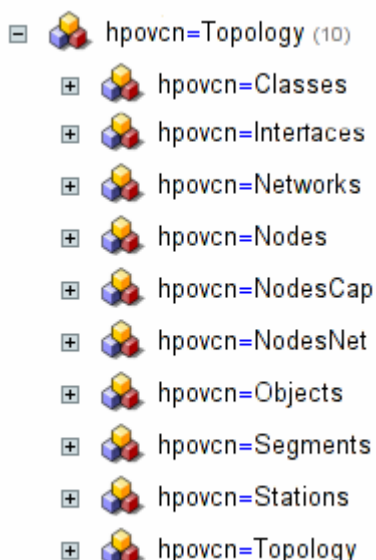 hpovcn=Topology (10)
hpovcn=Classes
hpovcn=Interfaces
hpovcn=Networks
hpovcn=Nodes
hpovcn=NodesCap
hpovcn=NodesNet
hpovcn=Objects
hpovcn=Segments
hpovcn=Stations
hpovcn=Topology